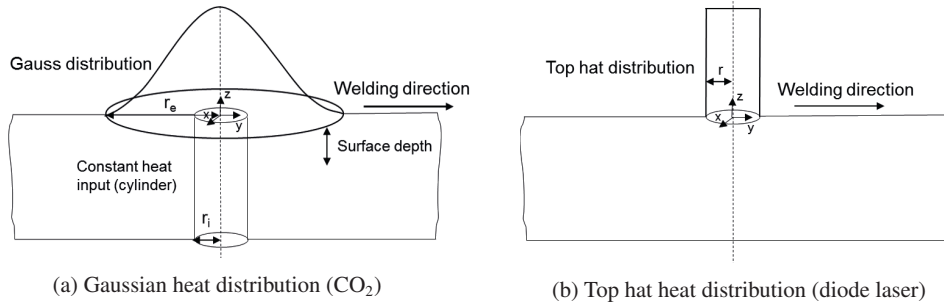 Gauss distribution
Welding direction
r_e
z
x
y
Surface depth
Constant heat
input (cylinder)
r_i
(a) Gaussian heat distribution (CO₂)
Top hat distribution
r
Welding direction
z
x
y
(b) Top hat heat distribution (diode laser)